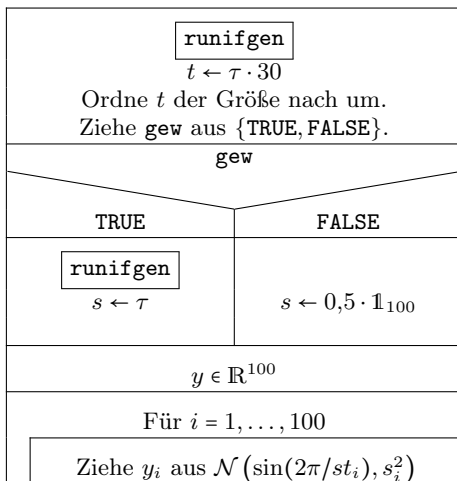 runifgen
t ← τ · 30
Ordne t der Größe nach um.
Ziehe gew aus {TRUE, FALSE}.
gew
TRUE FALSE
runifgen
s ← τ
s ← 0,5 · 𝟙₁₀₀
y ∈ ℝ¹⁰⁰
Für i = 1, . . . , 100
Ziehe yᵢ aus 𝒩(sin(2π/stᵢ), sᵢ²)